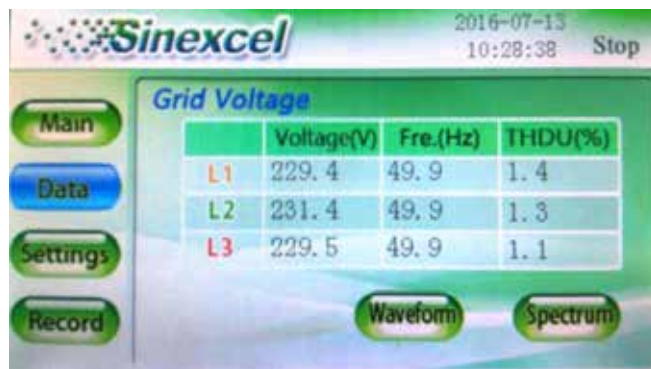 Sinexcel
2016-07-13
10:28:38 Stop
Main
Data
Settings
Record
Grid Voltage
Voltage(V) Fre.(Hz) THDU(%)
L1 229.4 49.9 1.4
L2 231.4 49.9 1.3
L3 229.5 49.9 1.1
Waveform Spectrum